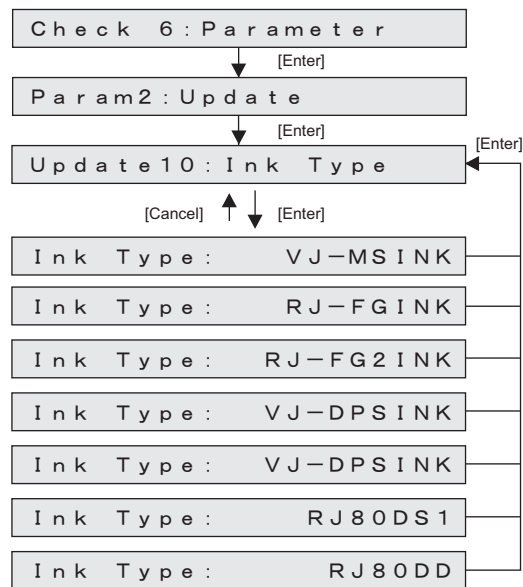 Check 6:Parameter
[Enter]
Param2:Update
[Enter]
[Enter]
Update10:Ink Type
[Cancel] [Enter]
Ink Type: VJ-MSINK
Ink Type: RJ-FGINK
Ink Type: RJ-FG2INK
Ink Type: VJ-DPSINK
Ink Type: VJ-DPSINK
Ink Type: RJ80DS1
Ink Type: RJ80DD